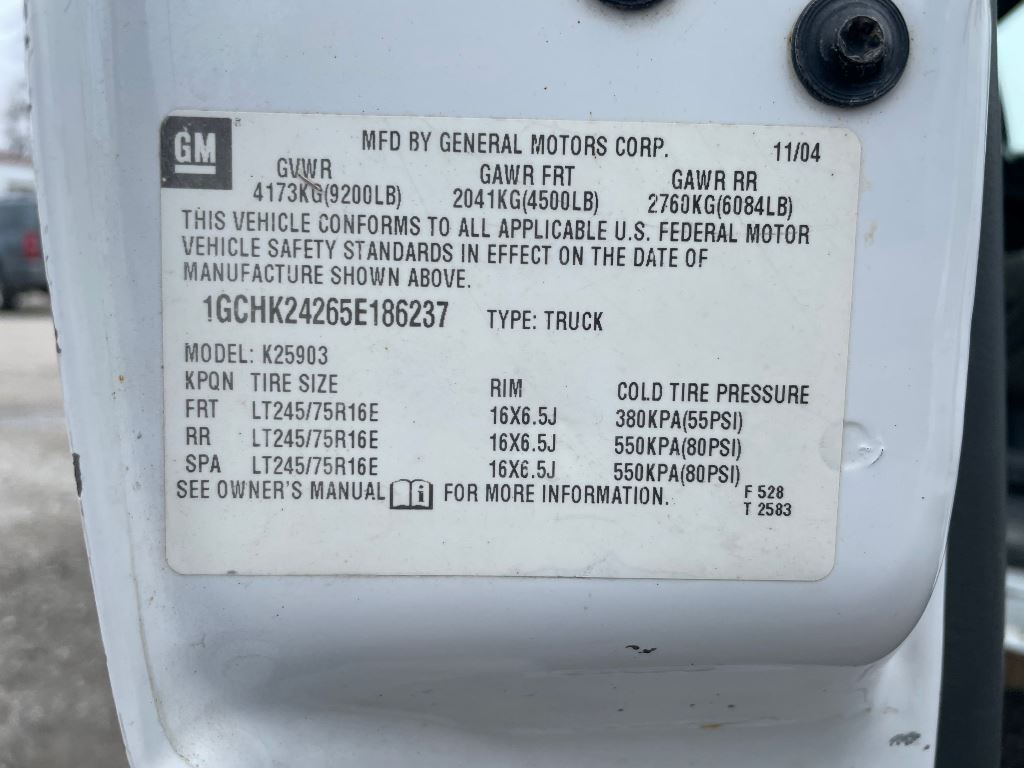 GM
MFD BY GENERAL MOTORS CORP. 11/04
GVWR GAWR FRT GAWR RR
4173KG(9200LB) 2041KG(4500LB) 2760KG(6084LB)
THIS VEHICLE CONFORMS TO ALL APPLICABLE U.S. FEDERAL MOTOR
VEHICLE SAFETY STANDARDS IN EFFECT ON THE DATE OF
MANUFACTURE SHOWN ABOVE.
1GCHK24265E186237 TYPE: TRUCK
MODEL: K25903
KPQN TIRE SIZE RIM COLD TIRE PRESSURE
FRT LT245/75R16E 16X6.5J 380KPA(55PSI)
RR LT245/75R16E 16X6.5J 550KPA(80PSI)
SPA LT245/75R16E 16X6.5J 550KPA(80PSI)
SEE OWNER'S MANUAL i FOR MORE INFORMATION. F 528
T 2583